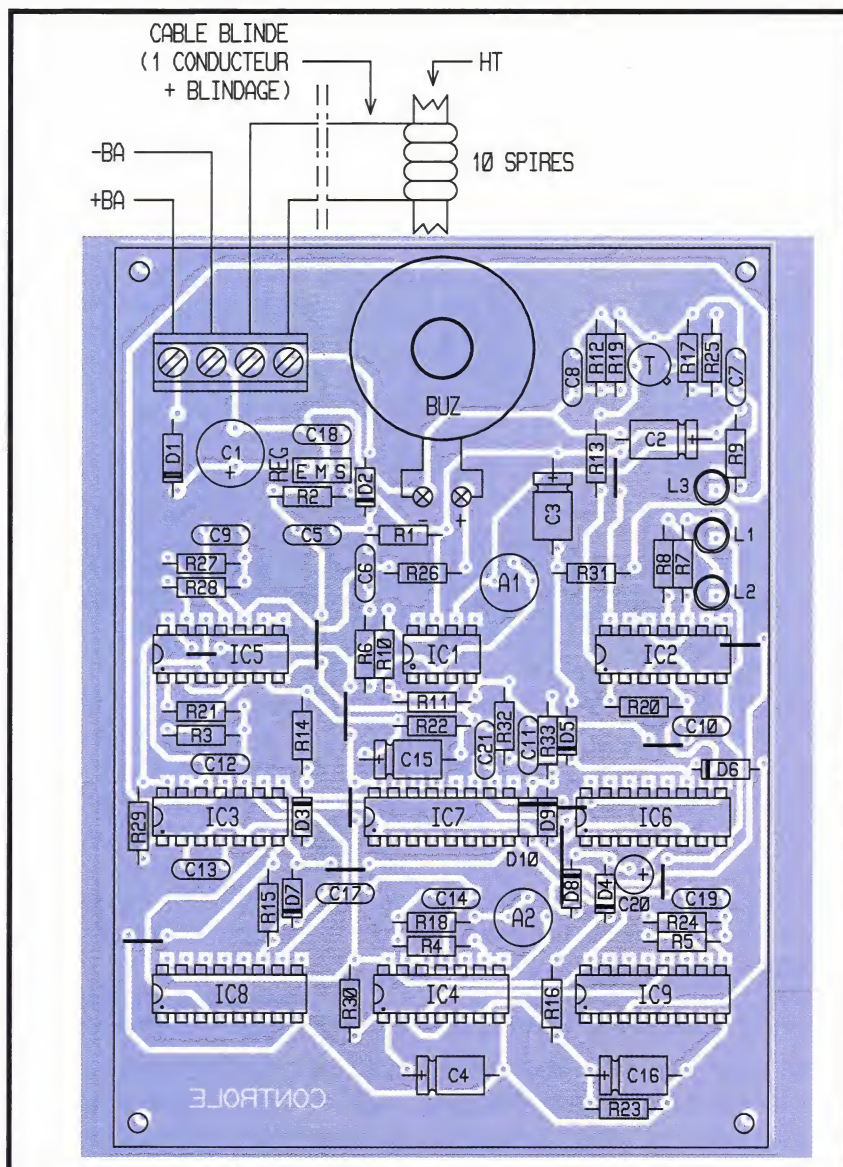 CABLE BLINDE
(1 CONDUCTEUR
+ BLINDAGE)
HT
-BA
10 SPIRES
+BA
BUZ
C8
R12
R19
T
R17
R25
C7
D1
C1
+
REG
C18
E M S
R2
D2
- +
C3
+
R13
C2
+
R9
L3
L1
L2
C9
C5
R1
R27
R28
C6
R26
A1
R31
R8
R7
IC5
R6
R10
IC1
IC2
R21
R3
R14
R11
R22
R32
R33
D5
R20
C10
C12
+
C15
C21
C11
D6
R29
IC3
D3
IC7
D9
IC6
D10
C13
R15
D7
C17
C14
D8
D4
+
C20
C19
R18
R4
A2
R24
R5
IC8
R30
IC4
R16
IC9
+
C4
+
C16
R23
CONTROLE